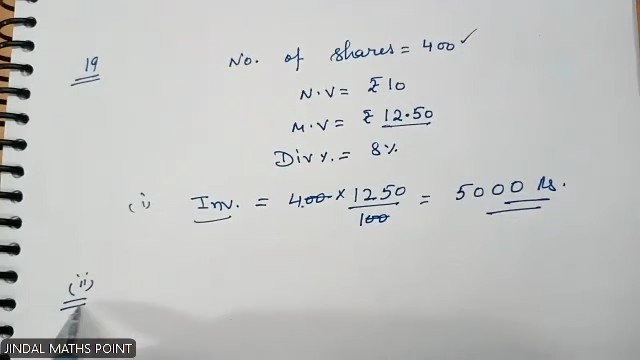 19
No. of shares = 400 ✓
N.V = ₹ 10
M.V = ₹ 12.50
Div %. = 8%
(i) Inv. = 400 × 1250/100 = 5000 Rs.
(ii)
JINDAL MATHS POINT